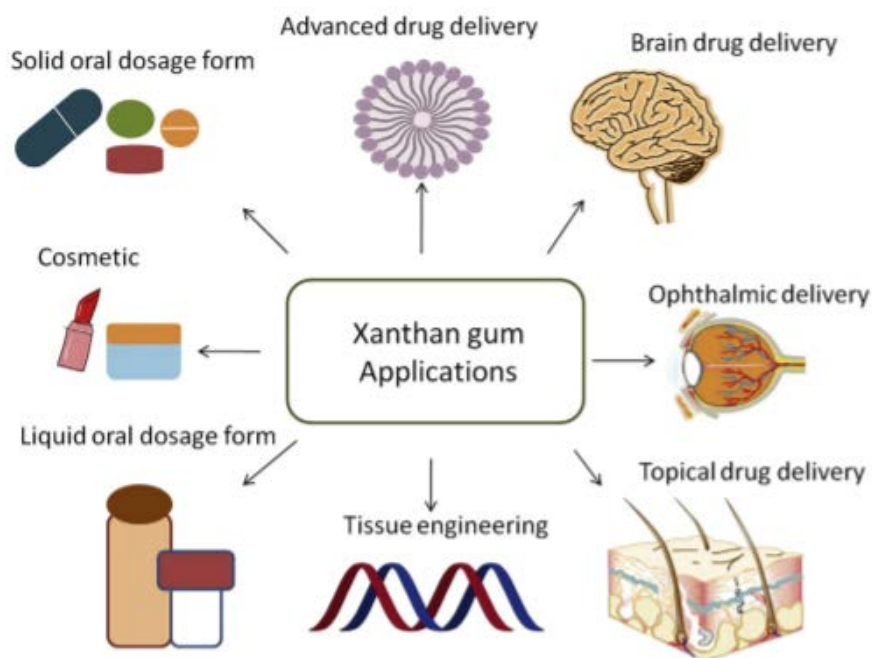 Advanced drug delivery
Solid oral dosage form
Brain drug delivery
Cosmetic
Ophthalmic delivery
Xanthan gum
Applications
Liquid oral dosage form
Topical drug delivery
Tissue engineering